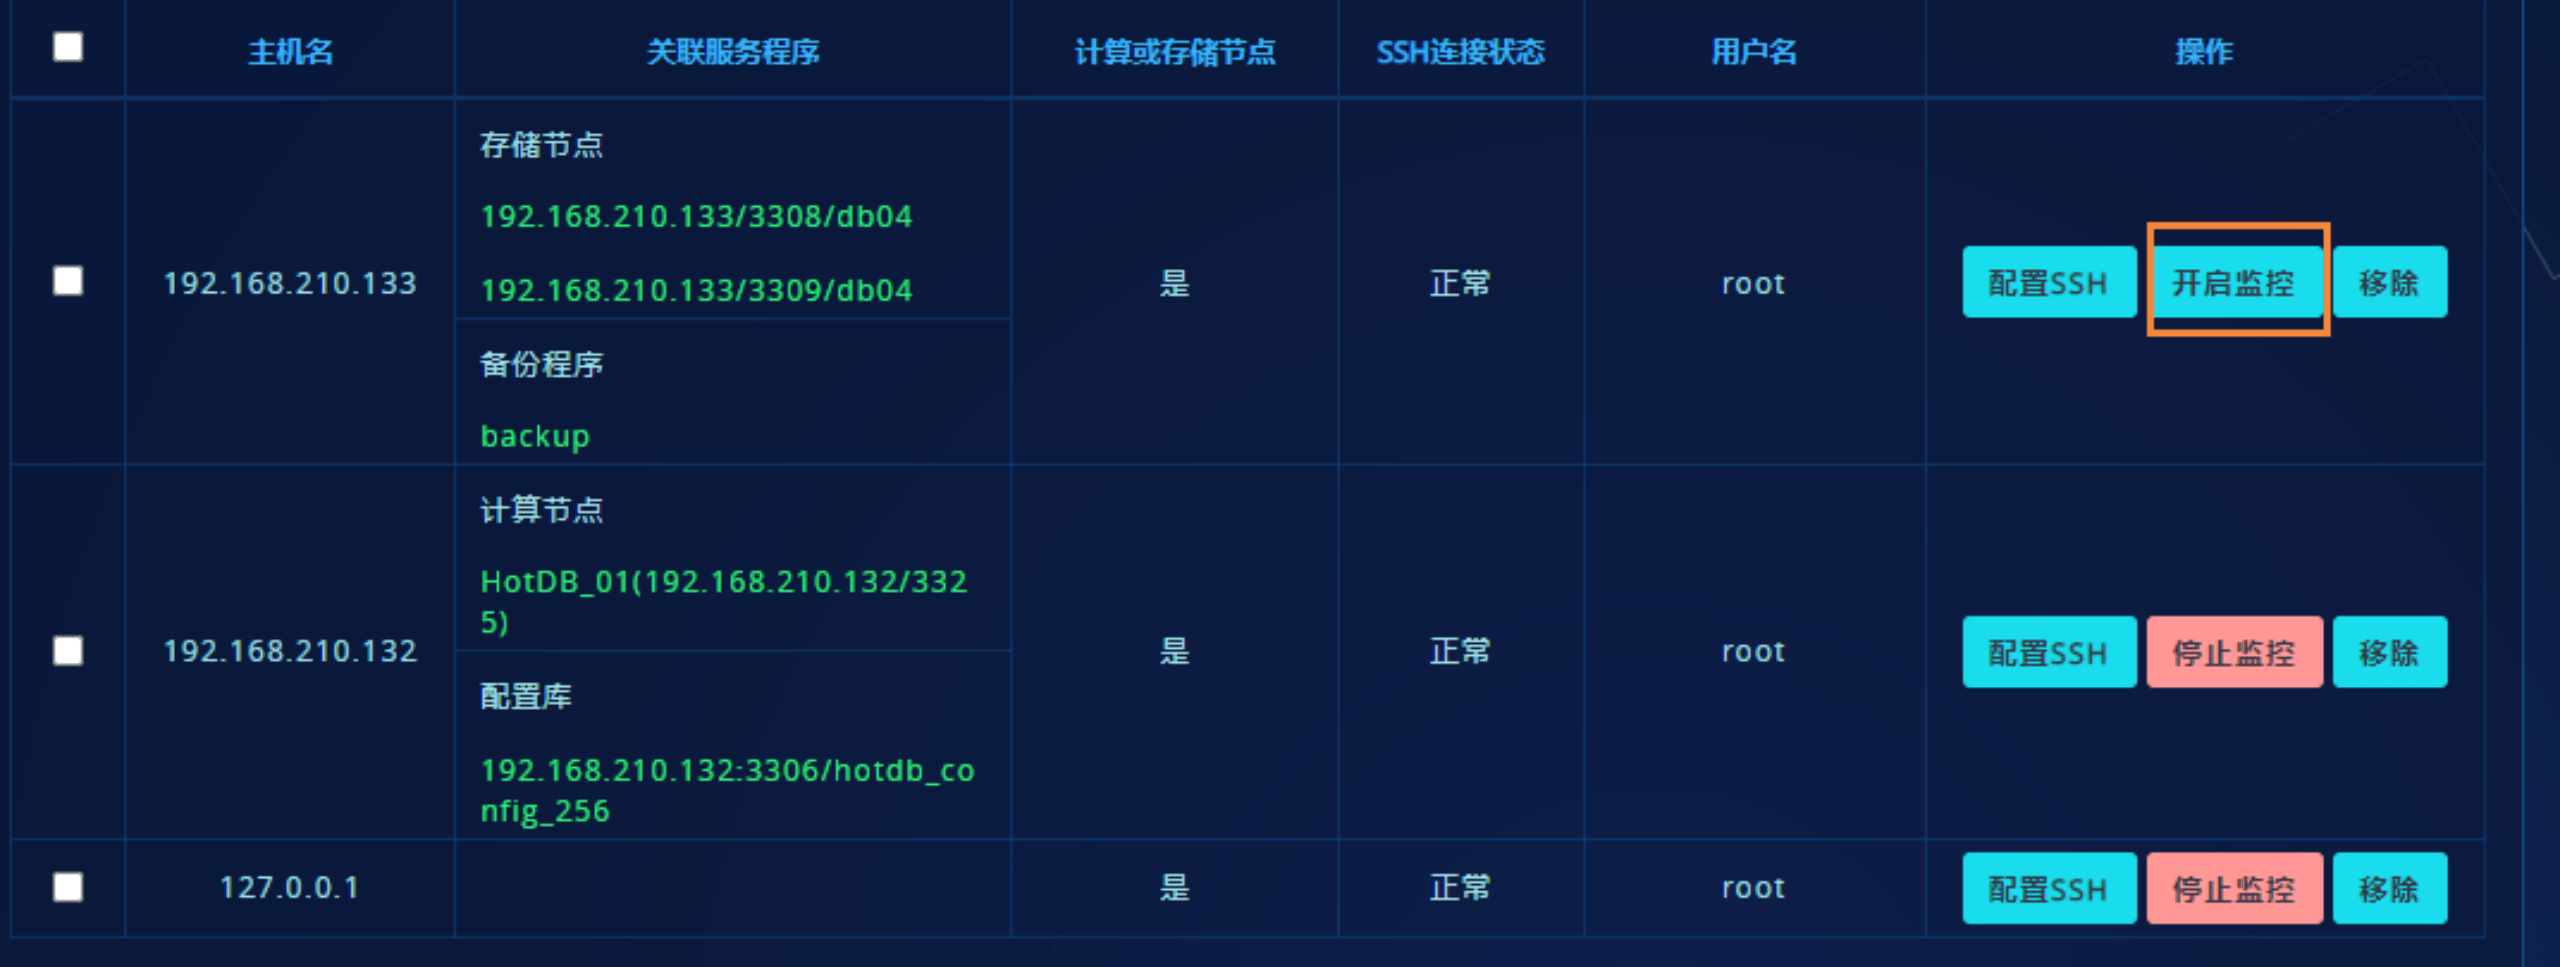 主机名 关联服务程序 计算或存储节点 SSH连接状态 用户名 操作
存储节点
192.168.210.133/3308/db04
192.168.210.133 192.168.210.133/3309/db04 是 正常 root 配置SSH 开启监控 移除
备份程序
backup
计算节点
HotDB_01(192.168.210.132/332
5)
192.168.210.132 是 正常 root 配置SSH 停止监控 移除
配置库
192.168.210.132:3306/hotdb_co
nfig_256
127.0.0.1 是 正常 root 配置SSH 停止监控 移除